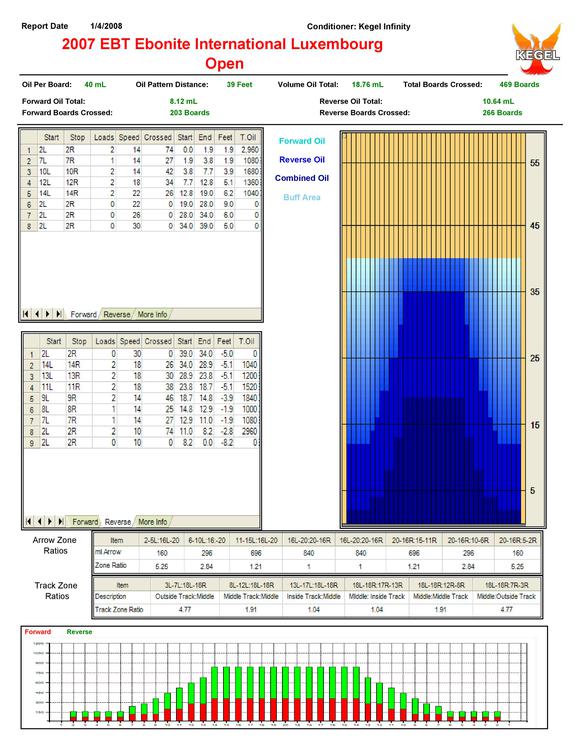 Report Date 1/4/2008 Conditioner: Kegel Infinity
2007 EBT Ebonite International Luxembourg
Open
KEGEL
Oil Per Board: 40 mL Oil Pattern Distance: 39 Feet Volume Oil Total: 18.76 mL Total Boards Crossed: 469 Boards
Forward Oil Total: 8.12 mL Reverse Oil Total: 10.64 mL
Forward Boards Crossed: 203 Boards Reverse Boards Crossed: 266 Boards
Start Stop Loads Speed Crossed Start End Feet T.Oil
1 2L 2R 2 14 74 0.0 1.9 1.9 2,960
2 7L 7R 1 14 27 1.9 3.8 1.9 1080
3 10L 10R 2 14 42 3.8 7.7 3.9 1680
4 12L 12R 2 18 34 7.7 12.8 5.1 1360
5 14L 14R 2 22 26 12.8 19.0 6.2 1040
6 2L 2R 0 22 0 19.0 28.0 9.0 0
7 2L 2R 0 26 0 28.0 34.0 6.0 0
8 2L 2R 0 30 0 34.0 39.0 5.0 0
Forward Reverse More Info
Forward Oil
Reverse Oil
Combined Oil
Buff Area
55
45
35
25
15
5
Start Stop Loads Speed Crossed Start End Feet T.Oil
1 2L 2R 0 30 0 39.0 34.0 -5.0 0
2 14L 14R 2 18 26 34.0 28.9 -5.1 1040
3 13L 13R 2 18 30 28.9 23.8 -5.1 1200
4 11L 11R 2 18 38 23.8 18.7 -5.1 1520
5 9L 9R 2 14 46 18.7 14.8 -3.9 1840
6 8L 8R 1 14 25 14.8 12.9 -1.9 1000
7 7L 7R 1 14 27 12.9 11.0 -1.9 1080
8 2L 2R 2 10 74 11.0 8.2 -2.8 2960
9 2L 2R 0 10 0 8.2 0.0 -8.2 0
Forward Reverse More Info
Arrow Zone Ratios
Item 2-5L:16L-20 6-10L:16-20 11-15L:16L-20 16L-20:20-16R 16L-20:20-16R 20-16R:15-11R 20-16R:10-6R 20-16R:5-2R
ml Arrow 160 296 696 840 840 696 296 160
Zone Ratio 5.25 2.84 1.21 1 1 1.21 2.84 5.25
Track Zone Ratios
Item 3L-7L:18L-18R 8L-12L:18L-18R 13L-17L:18L-18R 18L-18R:17R-13R 18L-18R:12R-8R 18L-18R:7R-3R
Description Outside Track:Middle Middle Track:Middle Inside Track:Middle Middle: Inside Track Middle:Middle Track Middle:Outside Track
Track Zone Ratio 4.77 1.91 1.04 1.04 1.91 4.77
Forward Reverse